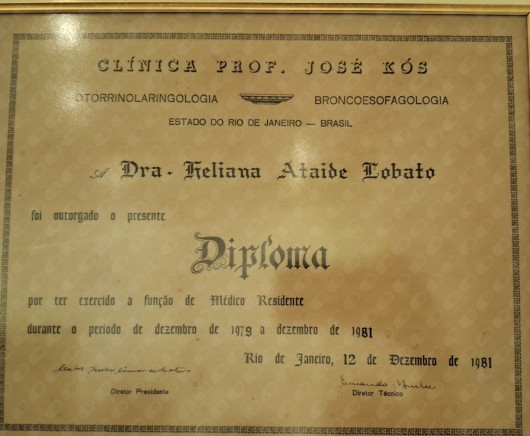 CLÍNICA PROF. JOSÉ KÓS
OTORRINOLARINGOLOGIA BRONCOESOFAGOLOGIA
ESTADO DO RIO DE JANEIRO — BRASIL
A Dra. Heliana Ataide Lobato
foi outorgado o presente
Diploma
por ter exercido a função de Médico Residente
durante o periodo de dezembro de 1979 a dezembro de 1981
Rio de Janeiro, 12 de Dezembro de 1981
Diretor Presidente
Diretor Técnico